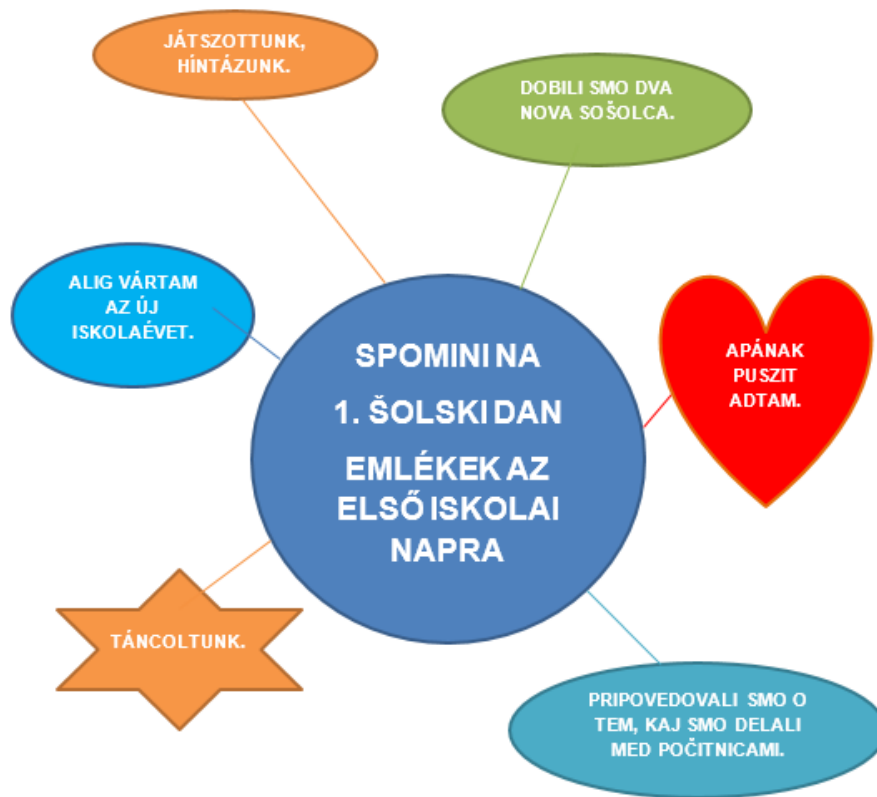 JÁTSZOTTUNK,
HÍNTÁZUNK.
DOBILI SMO DVA
NOVA SOŠOLCA.
ALIG VÁRTAM
AZ ÚJ
ISKOLAÉVET.
SPOMINI NA
1. ŠOLSKI DAN
EMLÉKEK AZ
ELSŐ ISKOLAI
NAPRA
APÁNAK
PUSZIT
ADTAM.
TÁNCOLTUNK.
PRIPOVEDOVALI SMO O
TEM, KAJ SMO DELALI
MED POČITNICAMI.